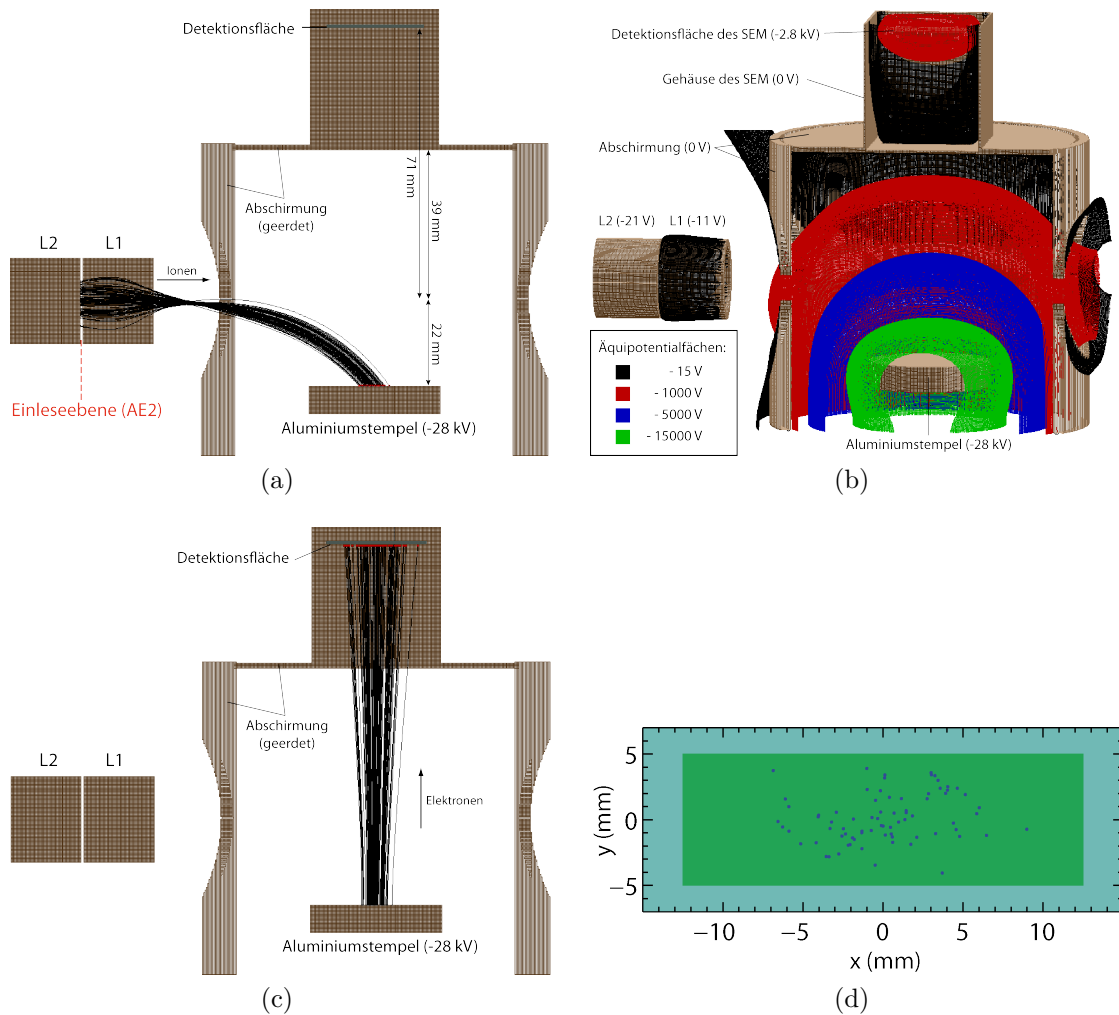 Detektionsfläche
71 mm
39 mm
22 mm
Abschirmung
(geerdet)
L2 L1
Ionen
Einleseebene (AE2)
Aluminiumstempel (-28 kV)
(a)
Detektionsfläche des SEM (-2.8 kV)
Gehäuse des SEM (0 V)
Abschirmung (0 V)
L2 (-21 V) L1 (-11 V)
Äquipotentialfächen:
- 15 V
- 1000 V
- 5000 V
- 15000 V
Aluminiumstempel (-28 kV)
(b)
Detektionsfläche
Abschirmung
(geerdet)
L2 L1
Elektronen
Aluminiumstempel (-28 kV)
(c)
5
0
−5
y (mm)
−10 −5 0 5 10
x (mm)
(d)